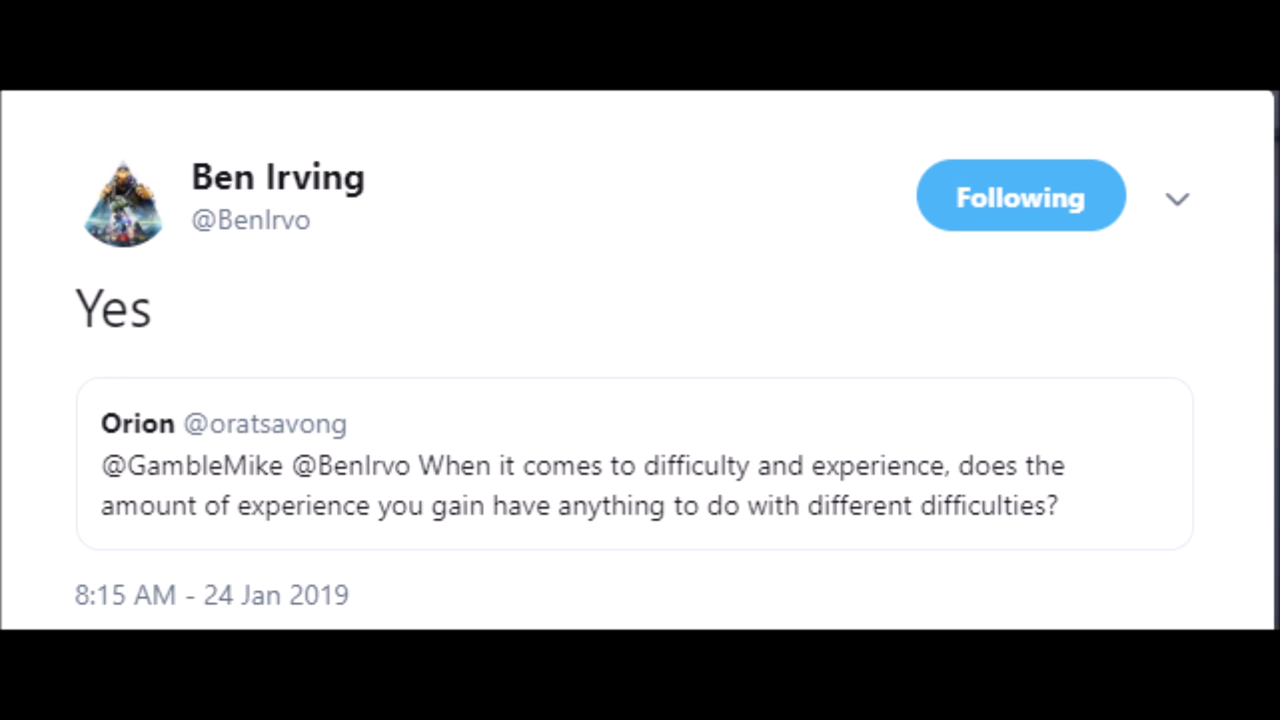 Ben Irving
@BenIrvo
Following
Yes
Orion @oratsavong
@GambleMike @BenIrvo When it comes to difficulty and experience, does the
amount of experience you gain have anything to do with different difficulties?
8:15 AM - 24 Jan 2019